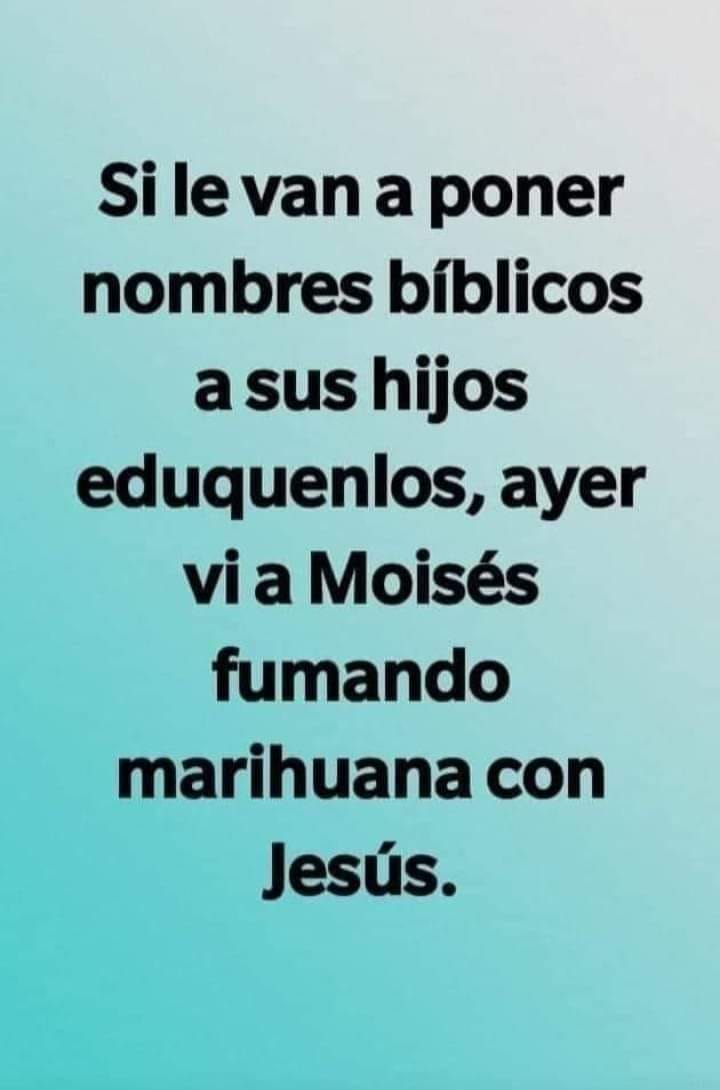 Si le van a poner
nombres bíblicos
a sus hijos
eduquenlos, ayer
vi a Moisés
fumando
marihuana con
Jesús.